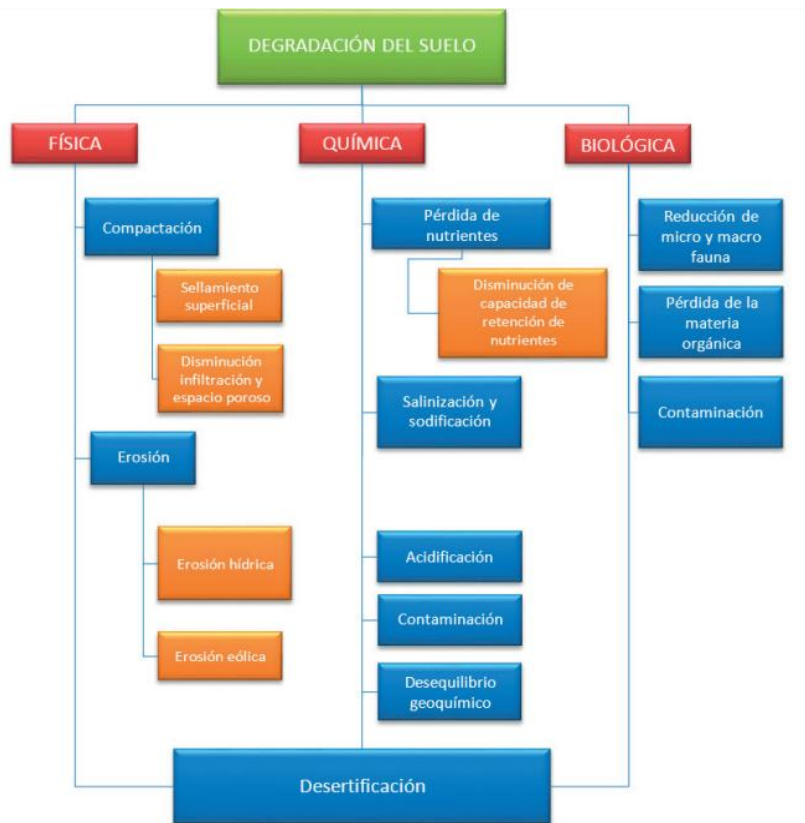 DEGRADACIÓN DEL SUELO
FÍSICA
Compactación
Sellamiento
superficial
Disminución
infiltración y
espacio poroso
Erosión
Erosión hídrica
Erosión eólica
QUÍMICA
Pérdida de
nutrientes
Disminución de
capacidad de
retención de
nutrientes
Salinización y
sodificación
Acidificación
Contaminación
Desequilibrio
geoquímico
BIOLÓGICA
Reducción de
micro y macro
fauna
Pérdida de la
materia
orgánica
Contaminación
Desertificación